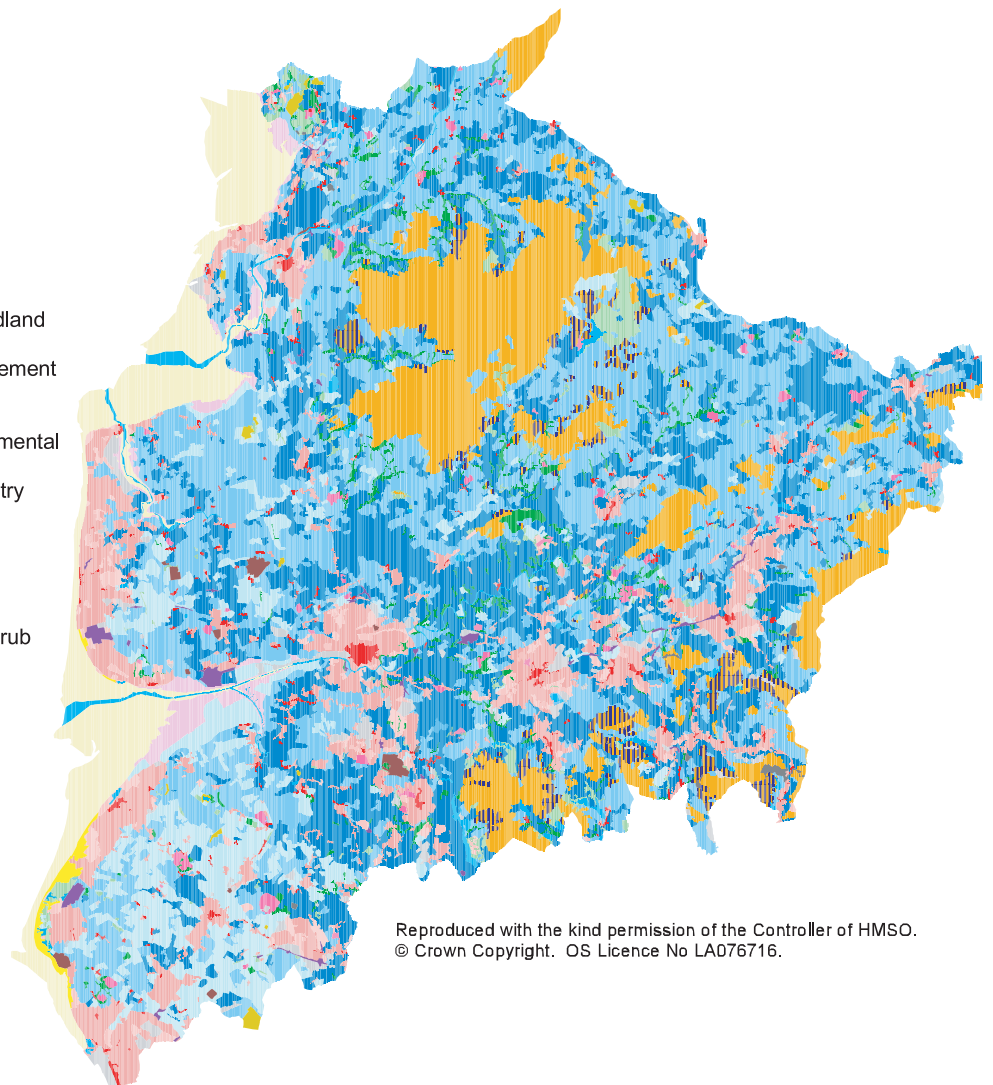 dland
ement
mental
try
rub
Reproduced with the kind permission of the Controller of HMSO.
© Crown Copyright. OS Licence No LA076716.